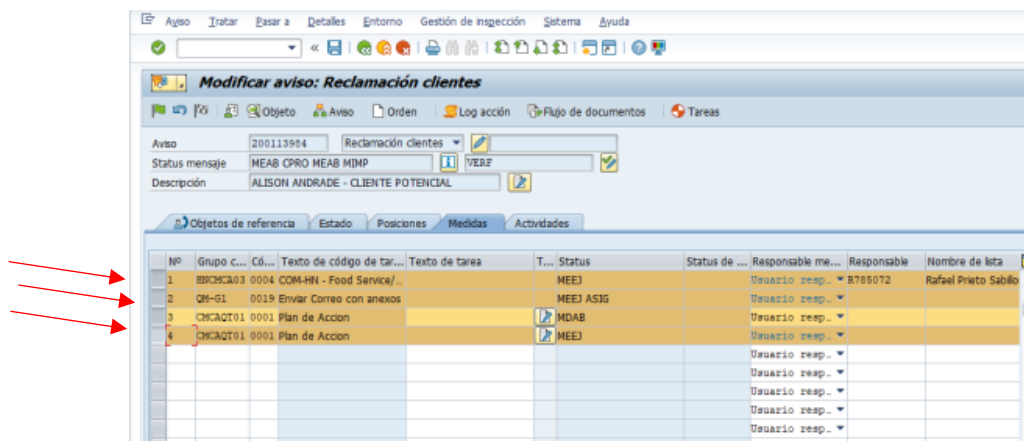 Aviso Tratar Pasar a Detalles Entorno Gestión de inspección Sistema Ayuda
Modificar aviso: Reclamación clientes
Objeto Aviso Orden Log acción Flujo de documentos Tareas
Aviso 200113984 Reclamación clientes
Status mensaje MEAB CPRO MEAB MIMP VERF
Descripción ALISON ANDRADE - CLIENTE POTENCIAL
Objetos de referencia Estado Posiciones Medidas Actividades
Nº Grupo c... Có... Texto de código de tar... Texto de tarea T... Status Status de ... Responsable me... Responsable Nombre de lista
1 HNCMCA03 0004 COM-HN - Food Service/... MEEJ Usuario resp… R785072 Rafael Prieto Sabillo
2 QM-G1 0019 Enviar Correo con anexos MEEJ ASIG Usuario resp…
3 CMCAQT01 0001 Plan de Accion MDAB Usuario resp…
4 CMCAQT01 0001 Plan de Accion MEEJ Usuario resp…
Usuario resp…
Usuario resp…
Usuario resp…
Usuario resp…
Usuario resp…